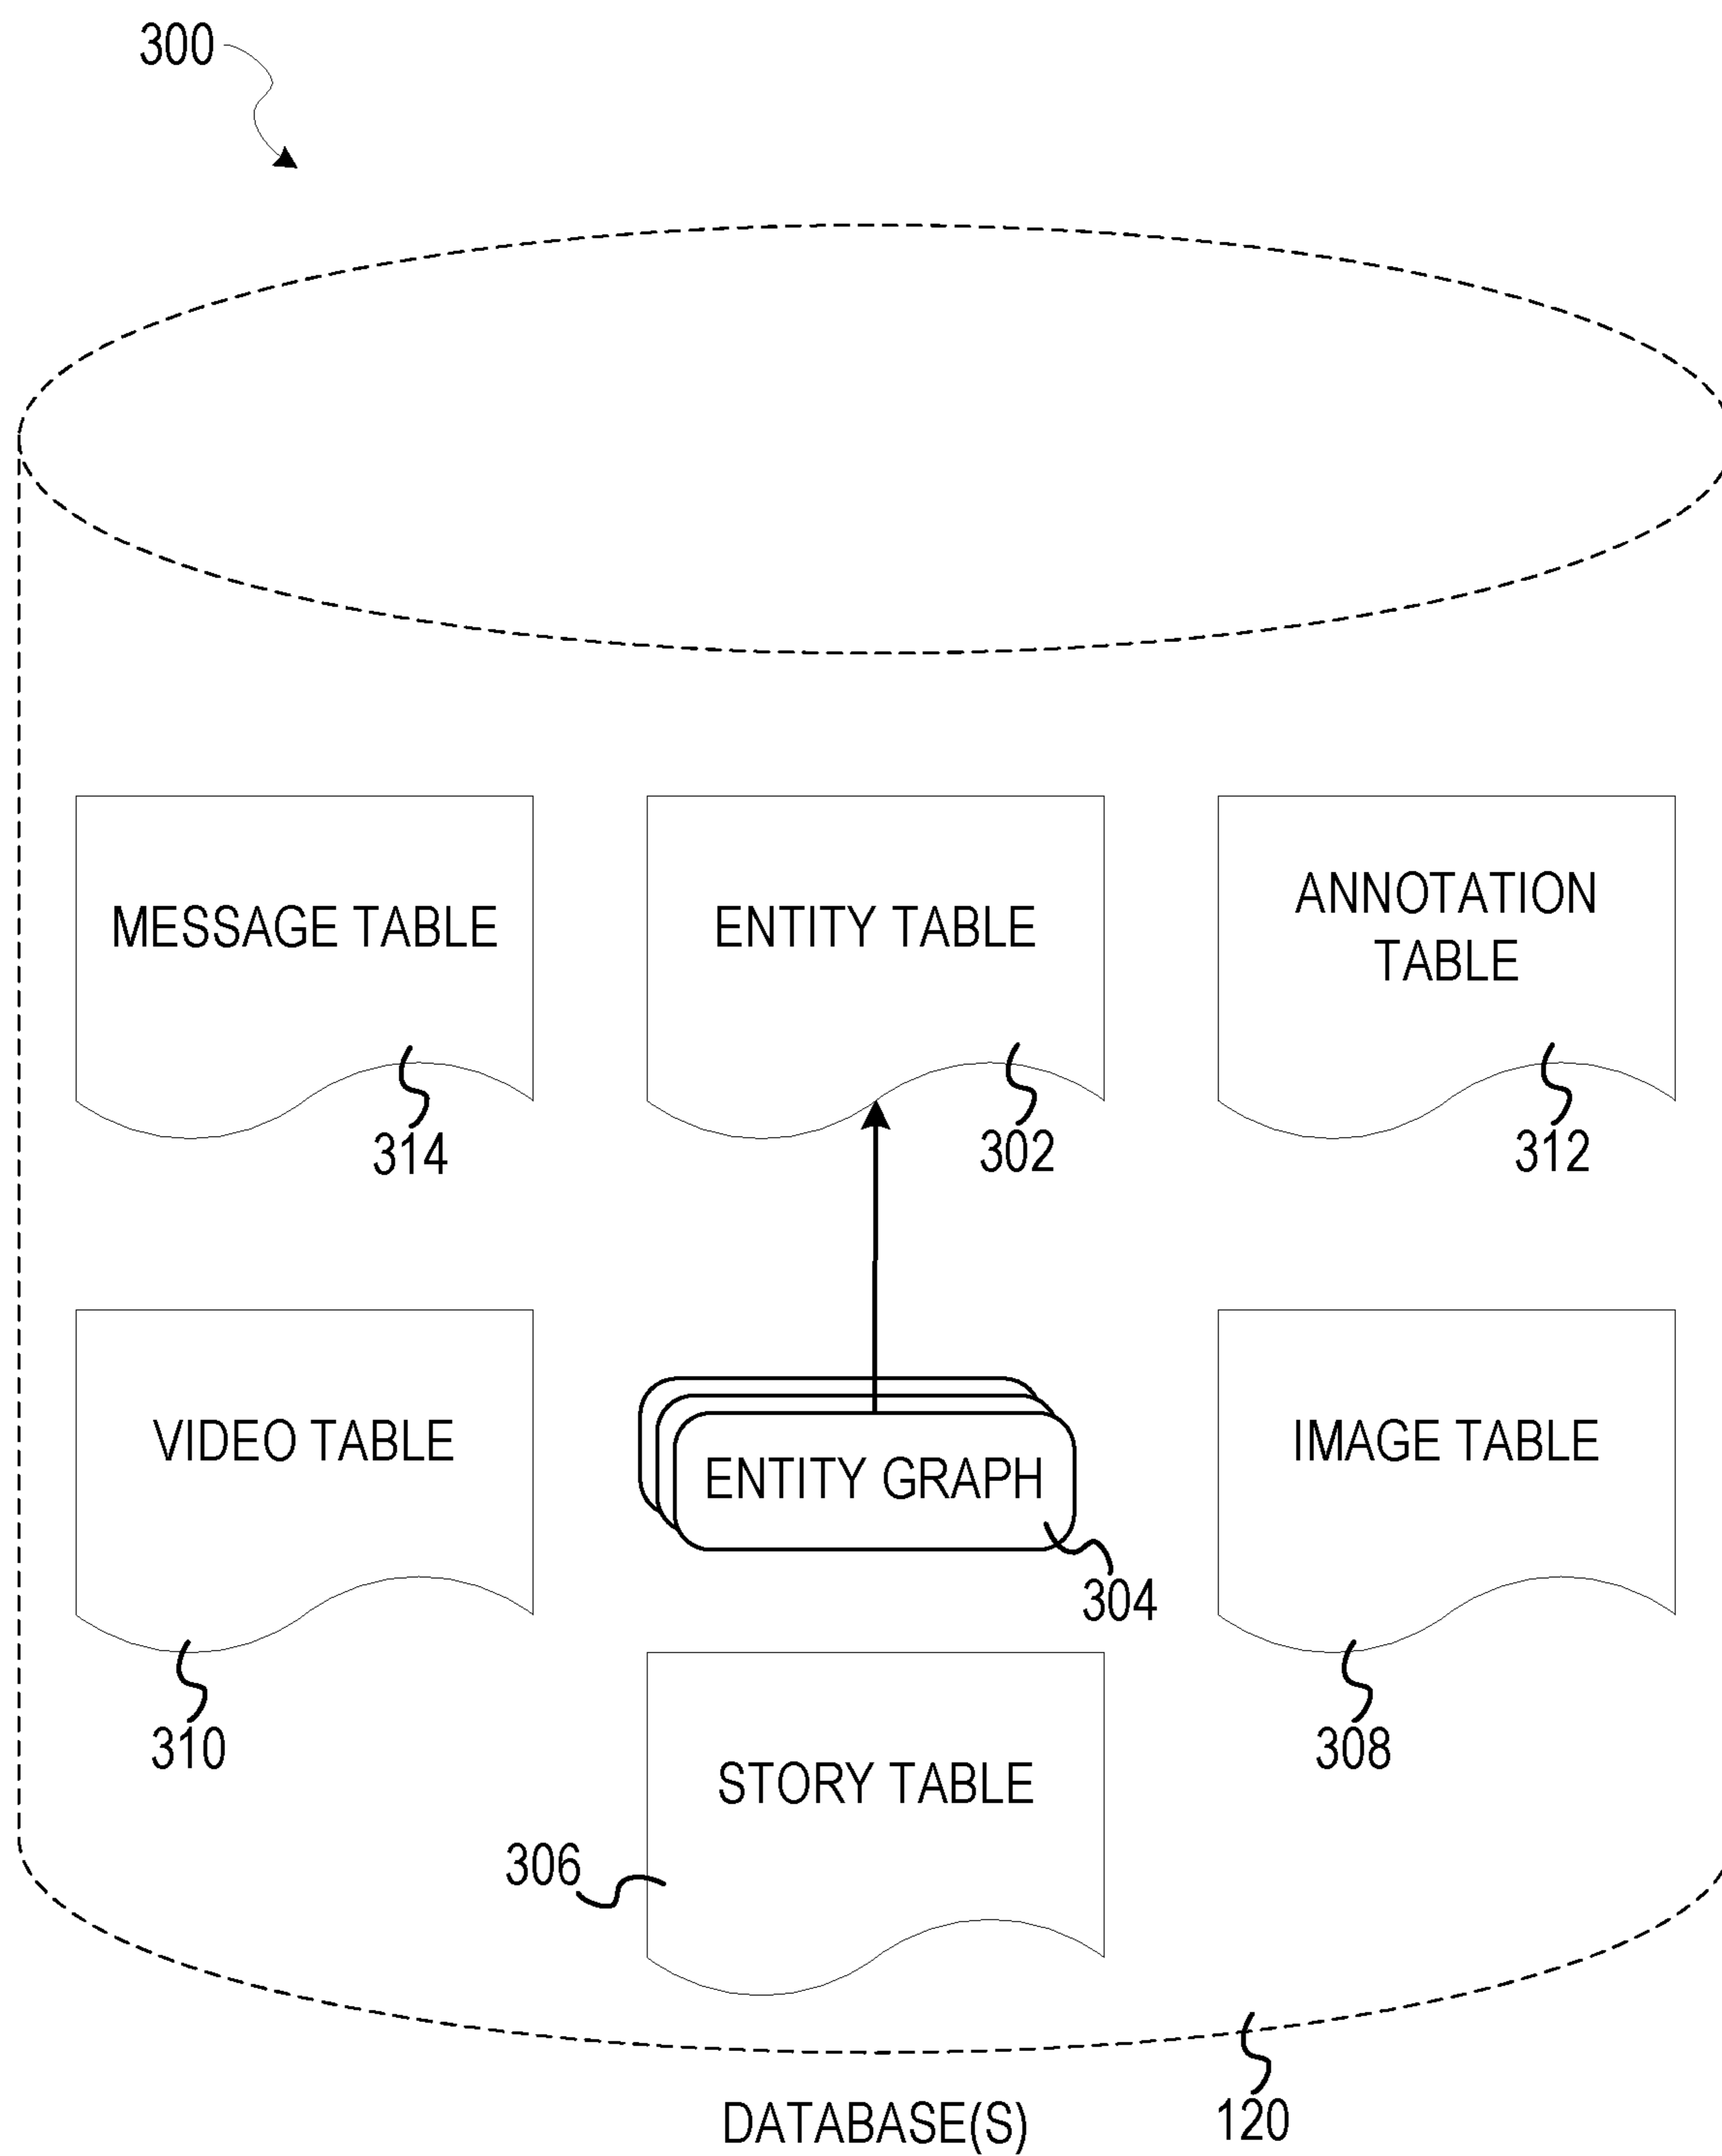 300
MESSAGE TABLE
ENTITY TABLE
ANNOTATION
TABLE
314
302
312
VIDEO TABLE
ENTITY GRAPH
IMAGE TABLE
304
310
308
STORY TABLE
306
DATABASE(S)
120